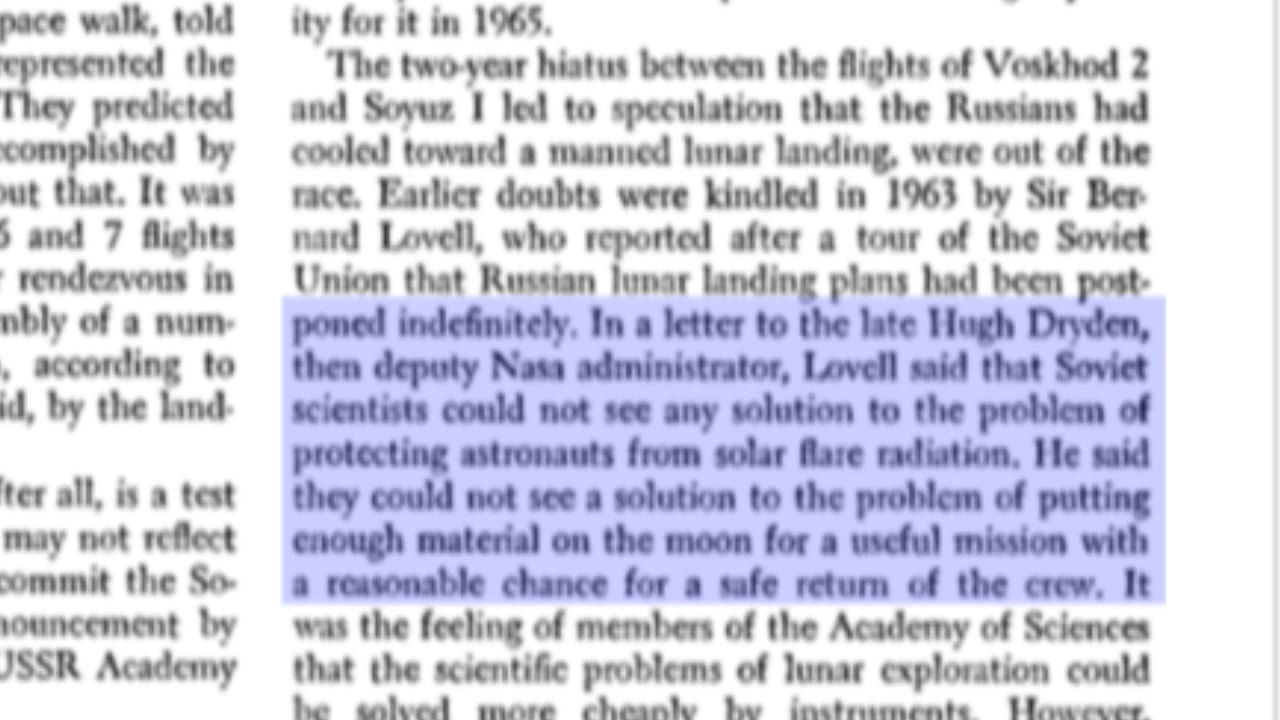 pace walk, told
represented the
They predicted
ccomplished by
out that. It was
6 and 7 flights
r rendezvous in
mbly of a num-
, according to
id, by the land-
fter all, is a test
may not reflect
commit the So-
nouncement by
USSR Academy
ity for it in 1965.
The two-year hiatus between the flights of Voskhod 2
and Soyuz I led to speculation that the Russians had
cooled toward a manned lunar landing, were out of the
race. Earlier doubts were kindled in 1963 by Sir Ber-
nard Lovell, who reported after a tour of the Soviet
Union that Russian lunar landing plans had been post-
poned indefinitely. In a letter to the late Hugh Dryden,
then deputy Nasa administrator, Lovell said that Soviet
scientists could not see any solution to the problem of
protecting astronauts from solar flare radiation. He said
they could not see a solution to the problem of putting
enough material on the moon for a useful mission with
a reasonable chance for a safe return of the crew. It
was the feeling of members of the Academy of Sciences
that the scientific problems of lunar exploration could
be solved more cheaply by instruments. However,